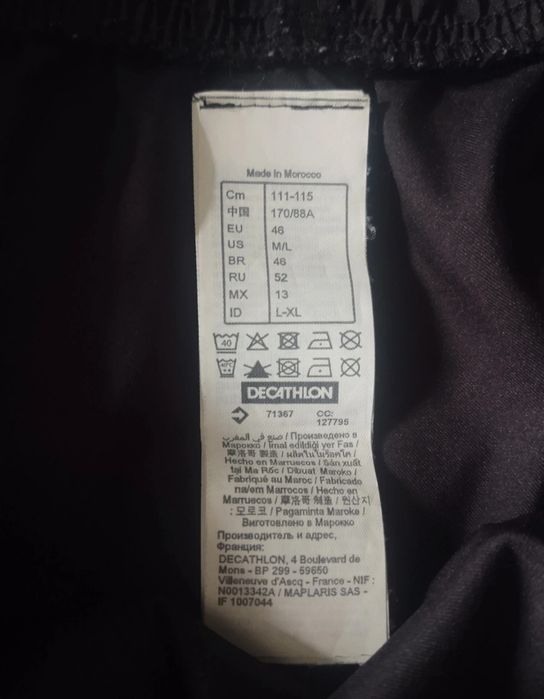 Made in Morocco
Cm 111-115
中国 170/88A
EU 46
US M/L
BR 46
RU 52
MX 13
ID L-XL
40
40°C
DECATHLON
71367 CC: 127795
صنع في المغرب / Произведено в
Марокко / İmal edildiği yer Fas /
摩洛哥 製造 / ผลิตในโมร็อกโค /
Hecho en Marruecos / Sản xuất
tại Ma Rốc / Dibuat Maroko /
Fabriqué au Maroc / Fabricado
na/em Marrocos / Hecho en
Marruecos / 摩洛哥 制造 / 원산지
: 모로코 / Pagaminta Maroke /
Виготовлено в Марокко
Производитель и адрес,
Франция:
DECATHLON, 4 Boulevard de
Mons - BP 299 - 59650
Villeneuve d'Ascq - France - NIF :
N0013342A / MAPLARIS SAS -
IF 1007044